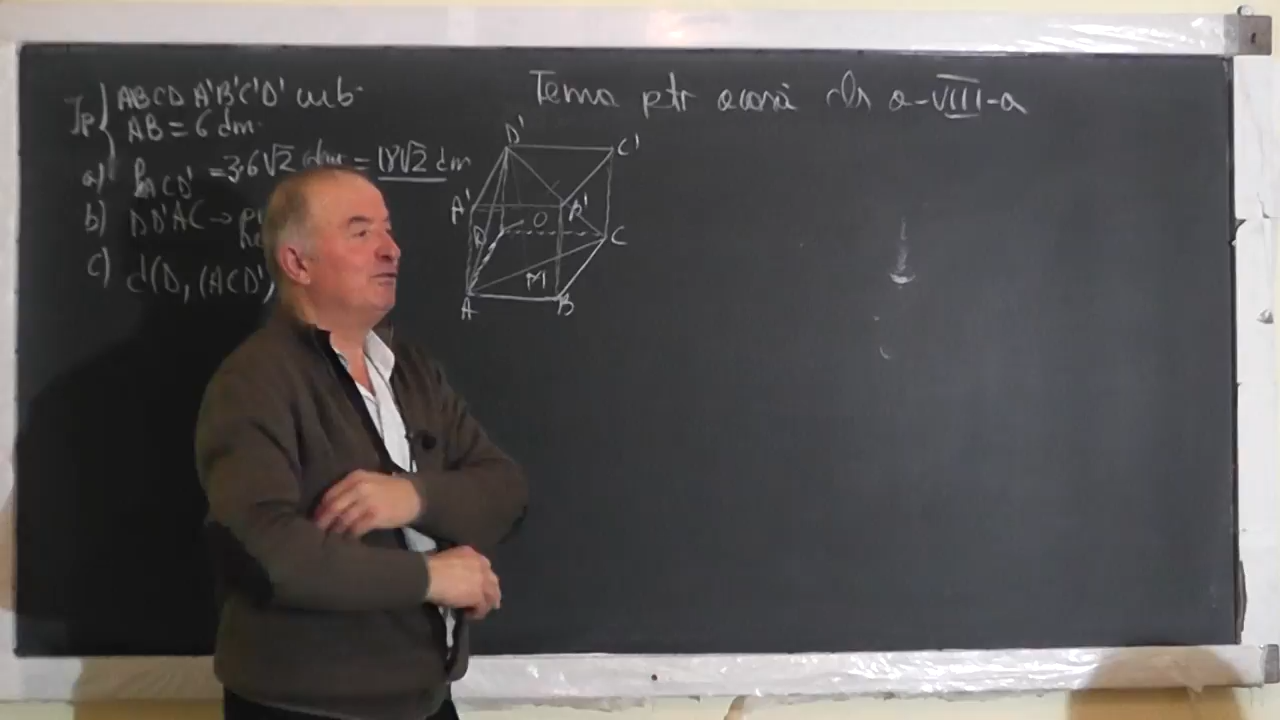 Tema ptr acasă cls a-VIII-a
Ip { ABCD A'B'C'D' cub
AB = 6 dm
a) P ACD' = 3·6√2 dm = 18√2 dm
b) DD'AC → pi
c) d(D, (ACD')
D' C'
A' B'
D O C
M
A B